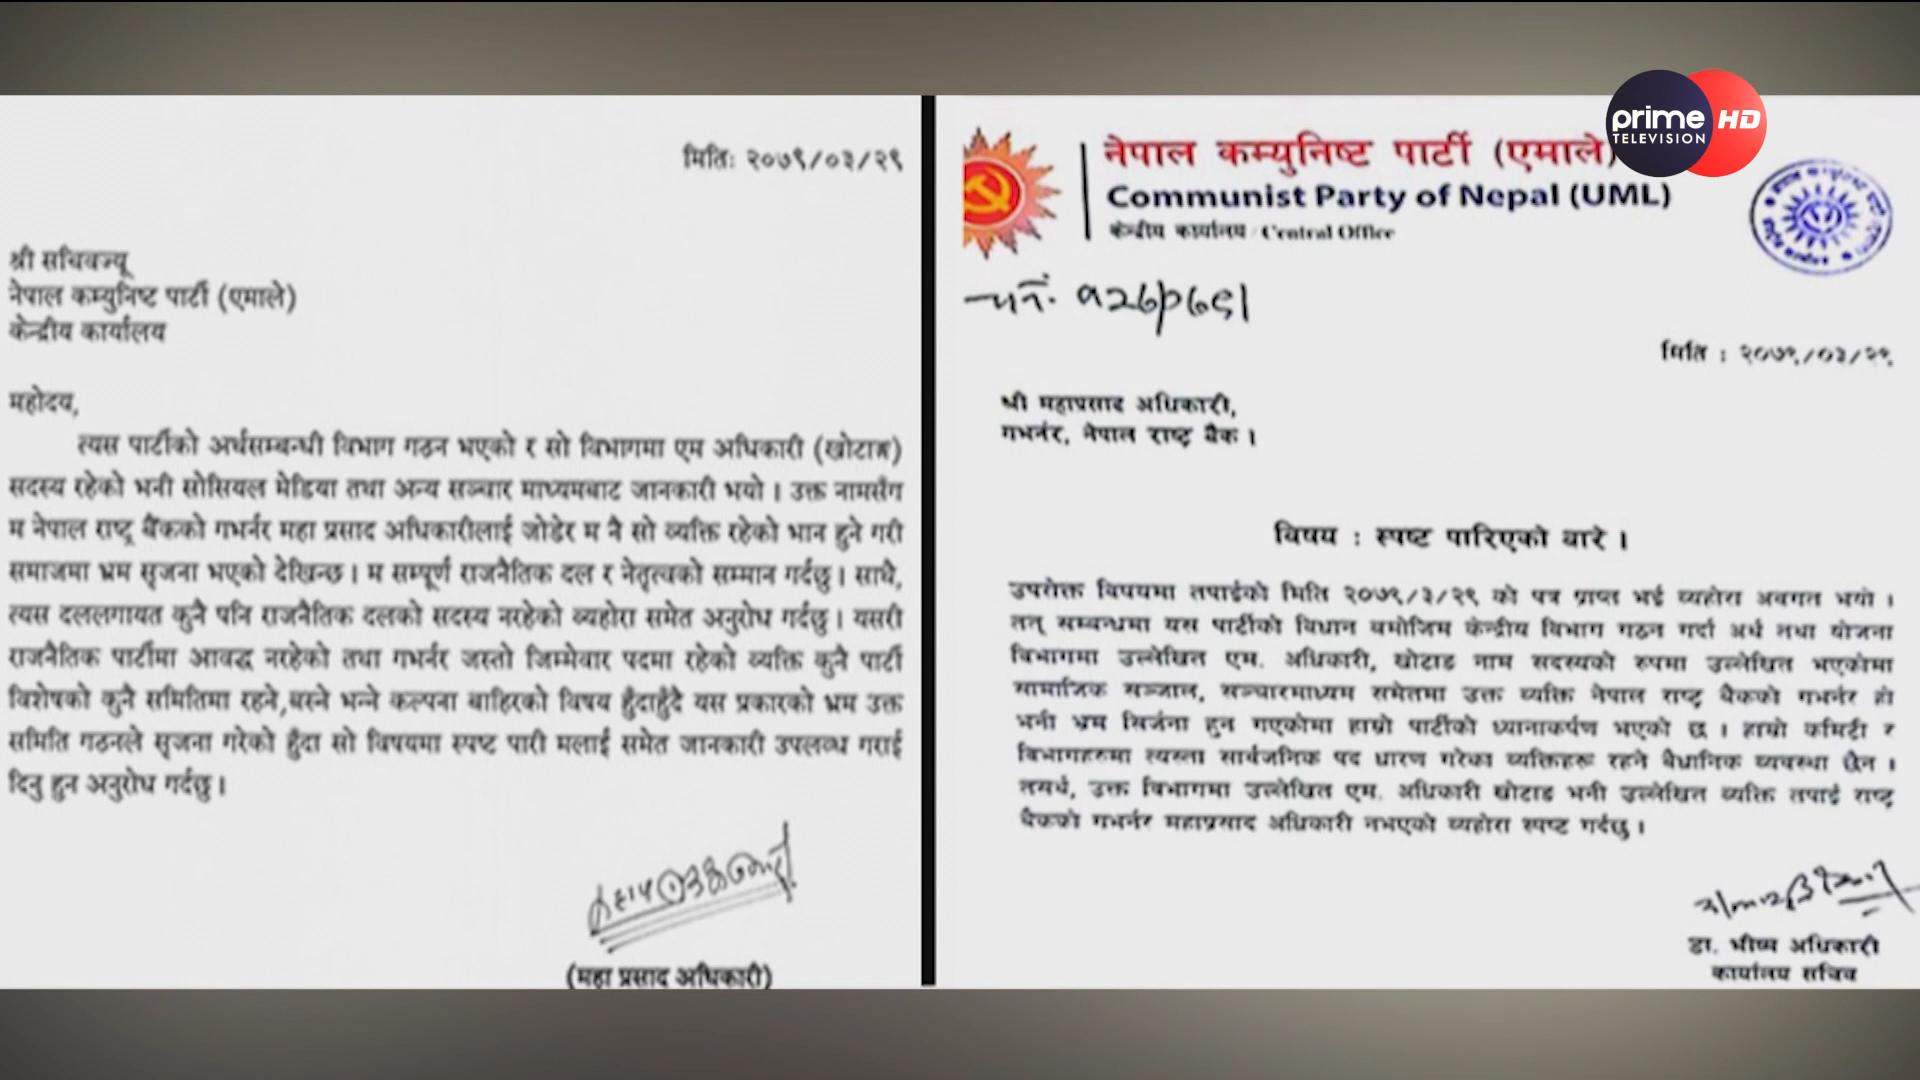 prime HD
TELEVISION
मितिः २०७९/०३/२९
श्री सचिवज्यू
नेपाल कम्युनिष्ट पार्टी (एमाले)
केन्द्रीय कार्यालय
महोदय,
त्यस पार्टीको अर्थसम्बन्धी विभाग गठन भएको र सो विभागमा एम अधिकारी (खोटाङ)
सदस्य रहेको भनी सोसियल मेडिया तथा अन्य सञ्चार माध्यमबाट जानकारी भयो । उक्त नामसँग
म नेपाल राष्ट्र बैंकको गभर्नर महा प्रसाद अधिकारीलाई जोडेर म नै सो व्यक्ति रहेको भान हुने गरी
समाजमा भ्रम सृजना भएको देखिन्छ । म सम्पूर्ण राजनैतिक दल र नेतृत्वको सम्मान गर्दछु । साथै,
त्यस दललगायत कुनै पनि राजनैतिक दलको सदस्य नरहेको व्यहोरा समेत अनुरोध गर्दछु । यसरी
राजनैतिक पार्टीमा आवद्ध नरहेको तथा गभर्नर जस्तो जिम्मेवार पदमा रहेको व्यक्ति कुनै पार्टी
विशेषको कुनै समितिमा रहने,बस्ने भन्ने कल्पना बाहिरको विषय हुँदाहुँदै यस प्रकारको भ्रम उक्त
समिति गठनले सृजना गरेको हुँदा सो विषयमा स्पष्ट पारी मलाई समेत जानकारी उपलव्ध गराई
दिनु हुन अनुरोध गर्दछु ।
(महा प्रसाद अधिकारी)
नेपाल कम्युनिष्ट पार्टी (एमाले)
Communist Party of Nepal (UML)
केन्द्रीय कार्यालय / Central Office
मिति : २०७९/०३/२९
श्री महाप्रसाद अधिकारी,
गभर्नर, नेपाल राष्ट्र बैंक ।
विषय : स्पष्ट पारिएको बारे ।
उपरोक्त विषयमा तपाईको मिति २०७९/३/२९ को पत्र प्राप्त भई व्यहोरा अवगत भयो ।
तत् सम्बन्धमा यस पार्टीको विधान बमोजिम केन्द्रीय विभाग गठन गर्दा अर्थ तथा योजना
विभागमा उल्लेखित एम. अधिकारी, खोटाङ नाम सदस्यको रुपमा उल्लेखित भएकोमा
सामाजिक सञ्जाल, सञ्चारमाध्यम समेतमा उक्त व्यक्ति नेपाल राष्ट्र बैंकको गभर्नर हो
भनी भ्रम सिर्जना हुन गएकोमा हाम्रो पार्टीको ध्यानाकर्षण भएको छ । हाम्रो कमिटी र
विभागहरुमा त्यस्ता सार्वजनिक पद धारण गरेका व्यक्तिहरू रहने बैधानिक व्यवस्था छैन ।
तसर्थ, उक्त विभागमा उल्लेखित एम. अधिकारी खोटाङ भनी उल्लेखित व्यक्ति तपाई राष्ट्र
बैंकको गभर्नर महाप्रसाद अधिकारी नभएको व्यहोरा स्पष्ट गर्दछु ।
डा. भीष्म अधिकारी
कार्यालय सचिव